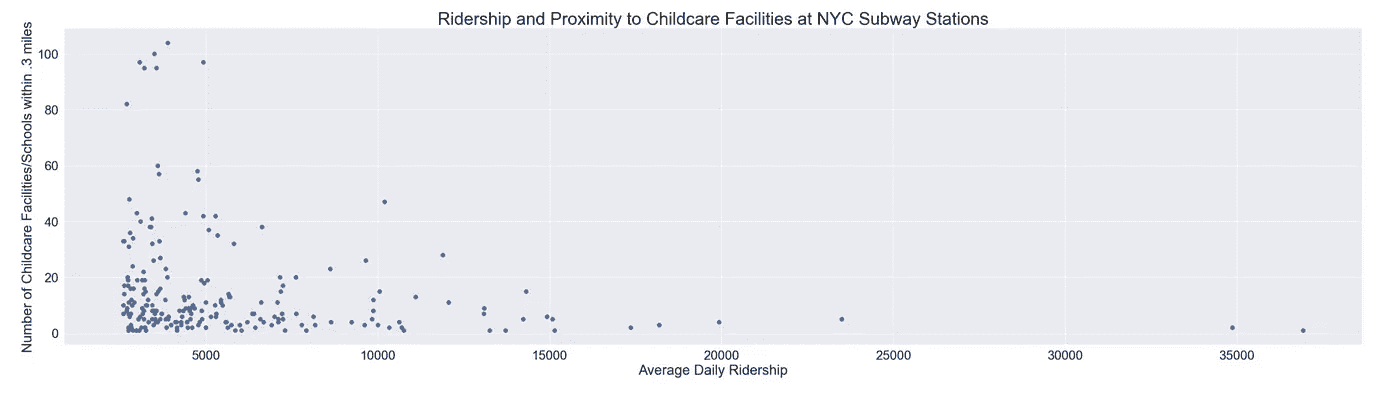 Ridership and Proximity to Childcare Facilities at NYC Subway Stations
Number of Childcare Facilities/Schools within .3 miles
100
80
60
40
20
0
5000 10000 15000 20000 25000 30000 35000
Average Daily Ridership